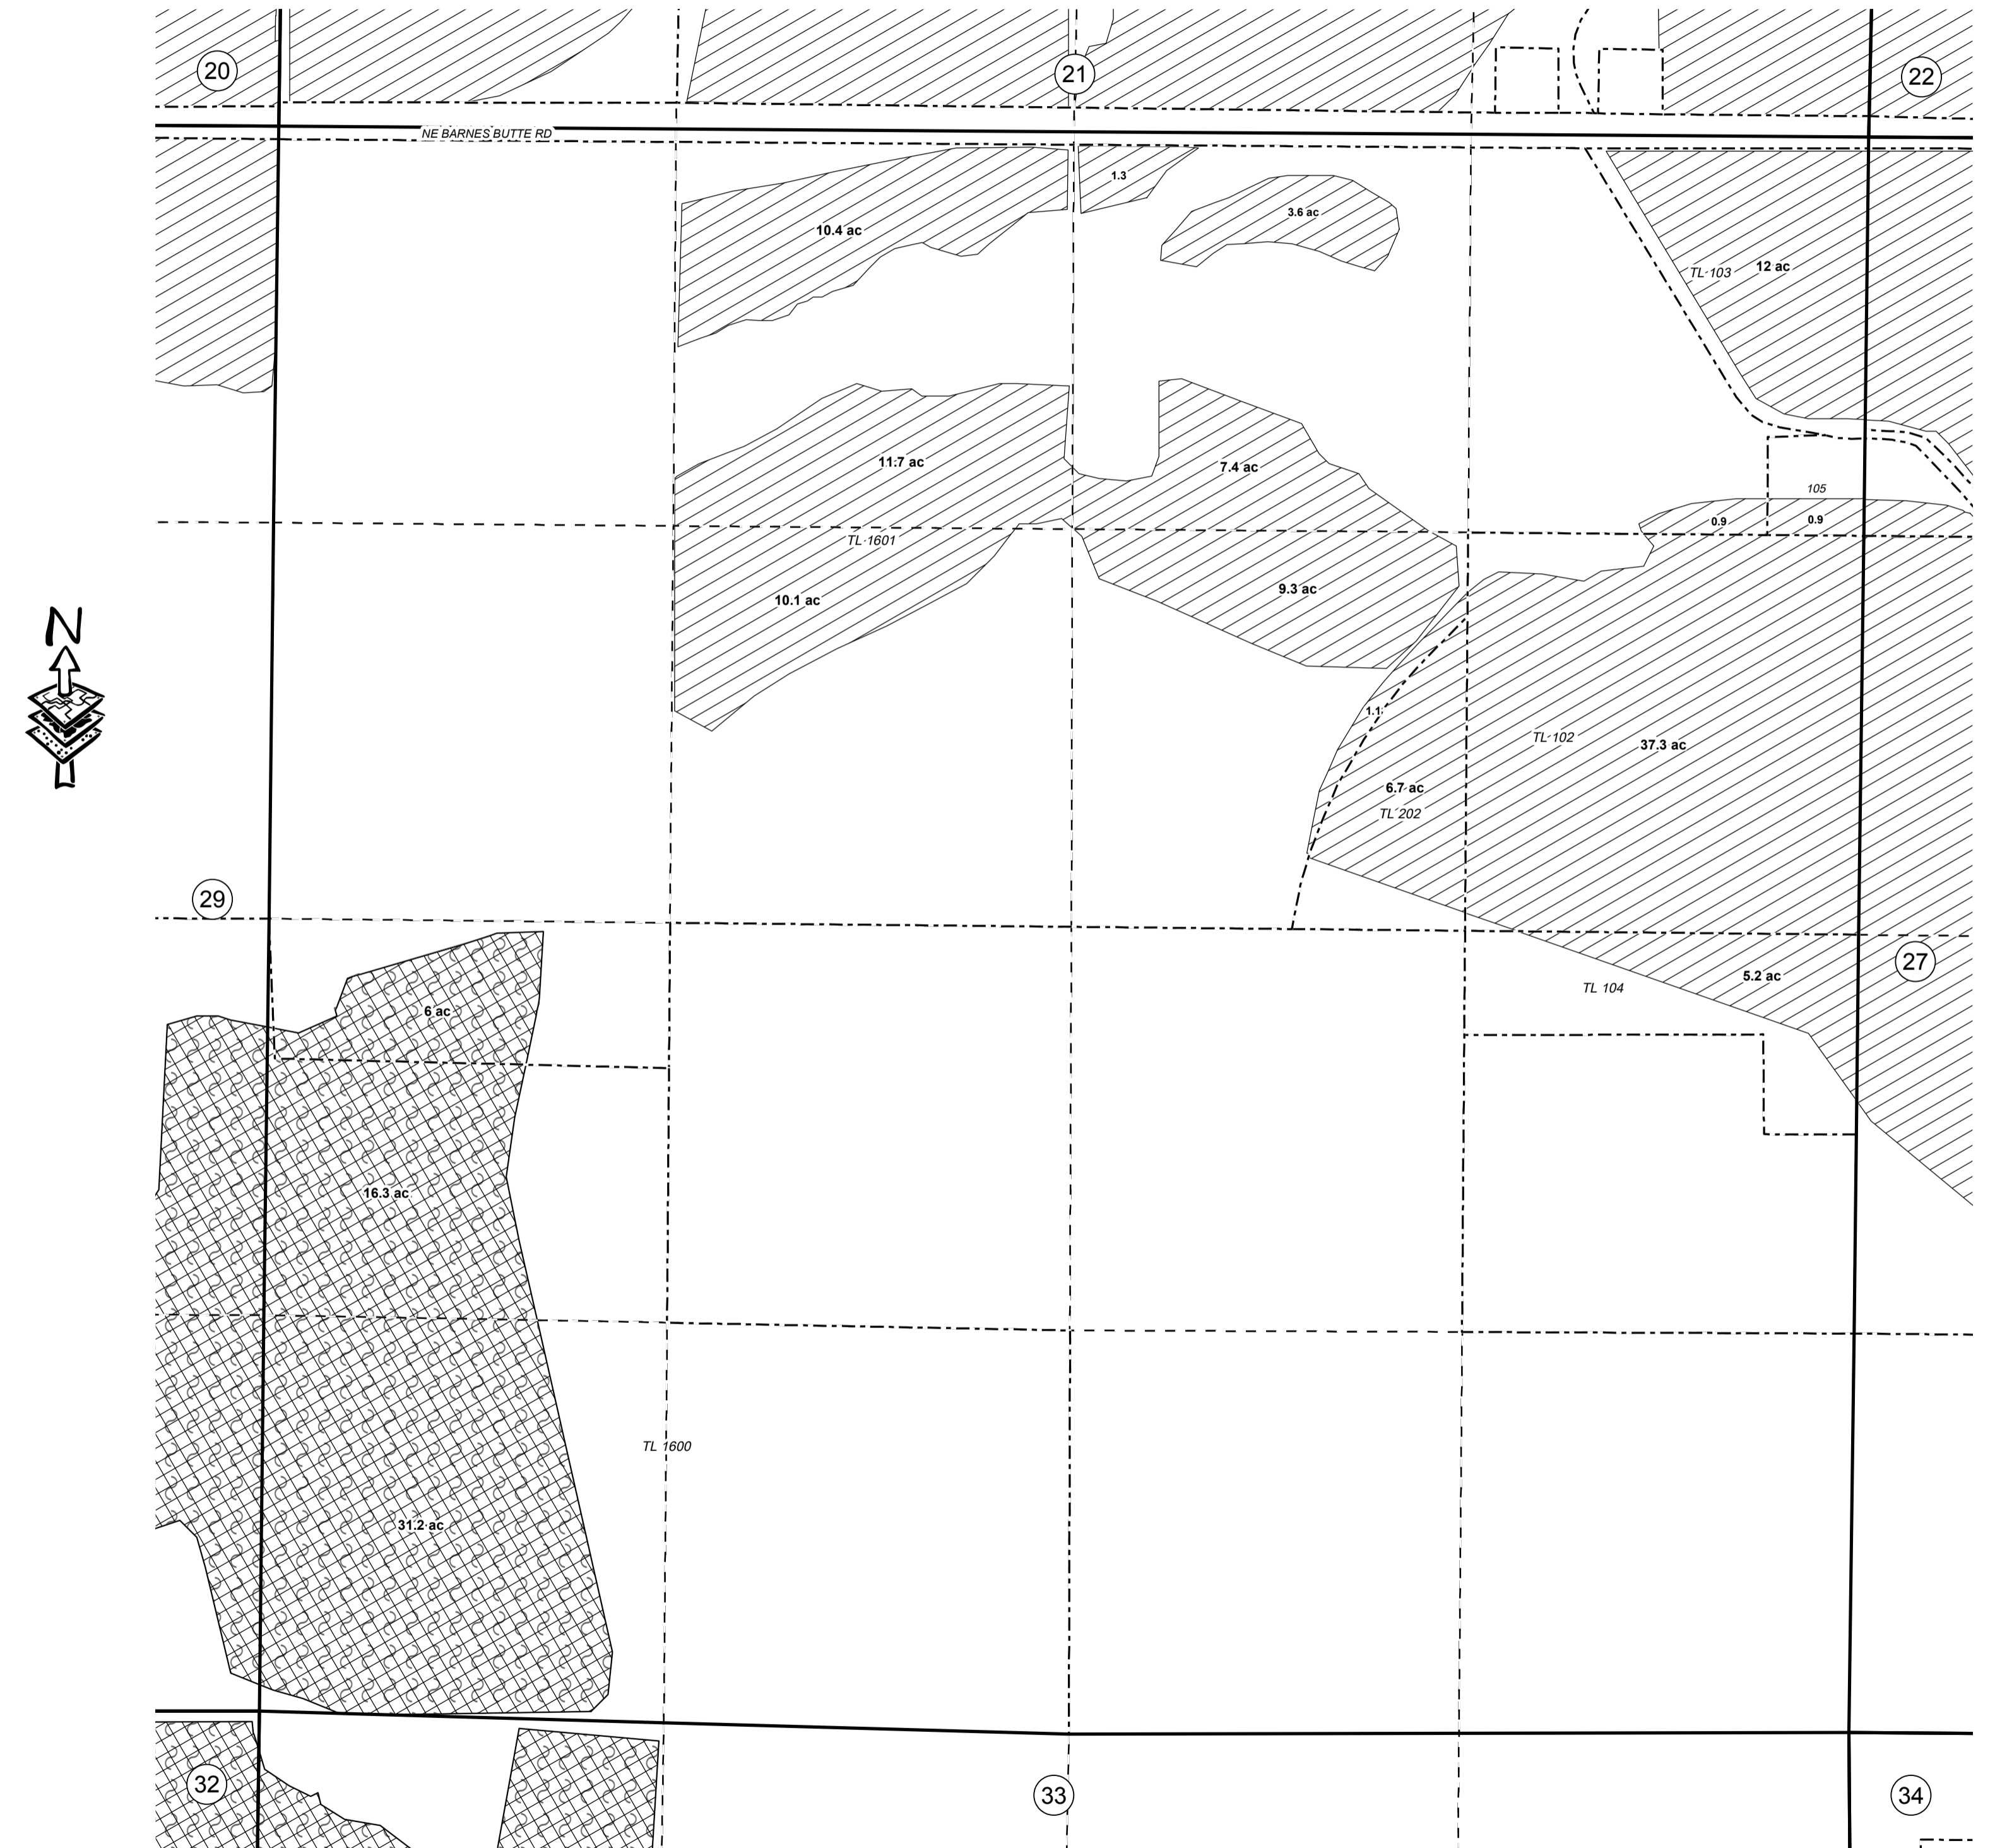 20
21
22
NE BARNES BUTTE RD
1.3
3.6 ac
10.4 ac
TL 103
12 ac
11.7 ac
7.4 ac
105
0.9
0.9
TL 1601
10.1 ac
9.3 ac
N
1.1
TL 102
37.3 ac
6.7 ac
TL 202
29
27
5.2 ac
TL 104
6 ac
16.3 ac
TL 1600
31.2 ac
32
33
34